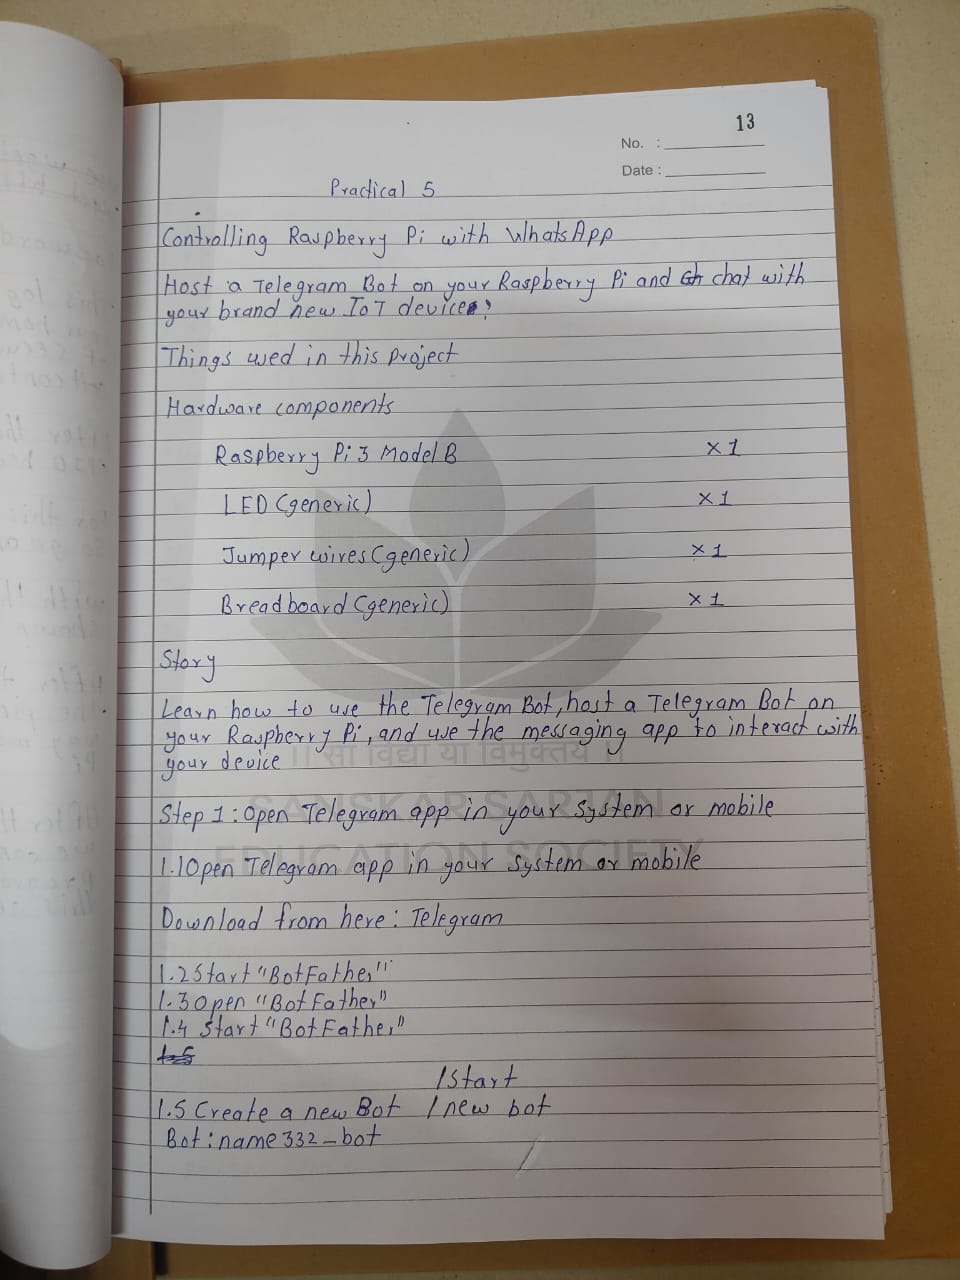 13
No. :
Date :
Practical 5
Controlling Raspberry Pi with WhatsApp
Host a Telegram Bot on your Raspberry Pi and chat with
your brand new IoT device!
Things used in this project
Hardware components
Raspberry Pi 3 Model B x1
LED (generic) x1
Jumper wires (generic) x1
Breadboard (generic) x1
Story
Learn how to use the Telegram Bot, host a Telegram Bot on
your Raspberry Pi, and use the messaging app to interact with
your device
।। सा विद्या या विमुक्तये ।।
Step 1 : Open Telegram app in your system or mobile
SANSKAR SARJAN
EDUCATION SOCIETY
1.1 Open Telegram app in your system or mobile
Download from here : Telegram
1.2 Start "BotFather"
1.3 Open "BotFather"
1.4 Start "BotFather"
/start
1.5 Create a new Bot /new bot
Bot : name332_bot